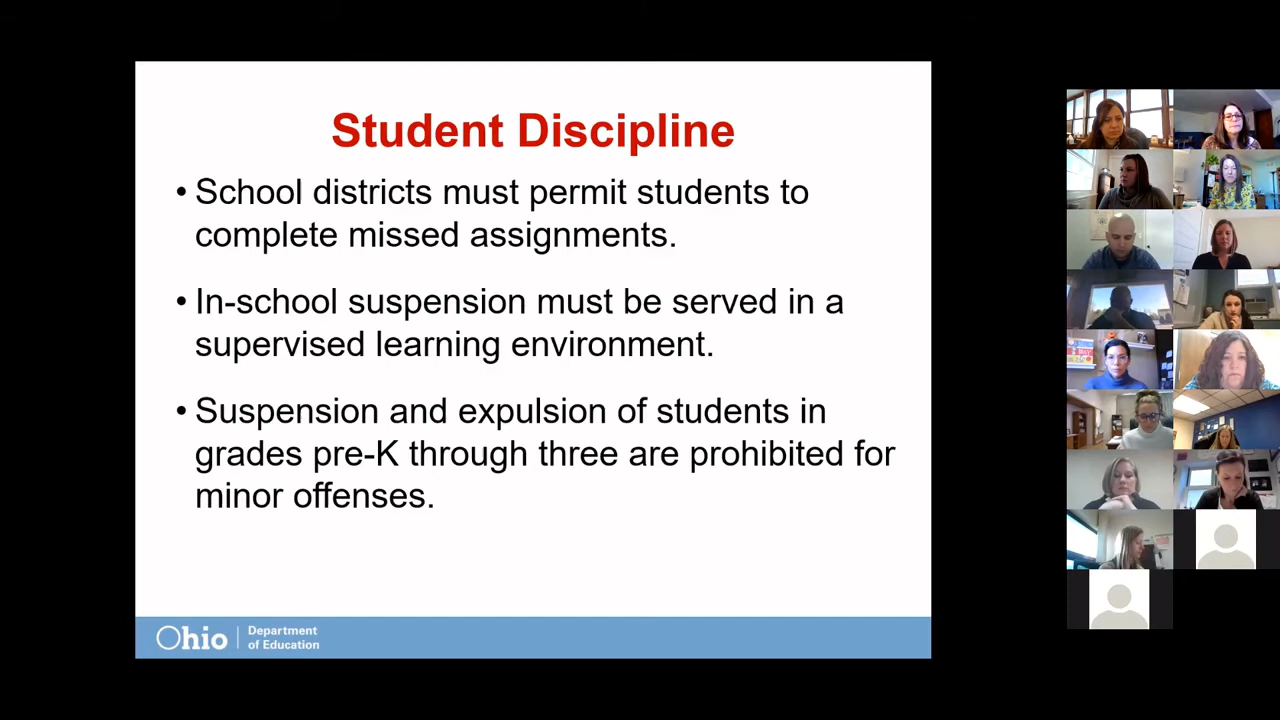 Student Discipline
• School districts must permit students to
complete missed assignments.
• In-school suspension must be served in a
supervised learning environment.
• Suspension and expulsion of students in
grades pre-K through three are prohibited for
minor offenses.
Ohio
Department
of Education